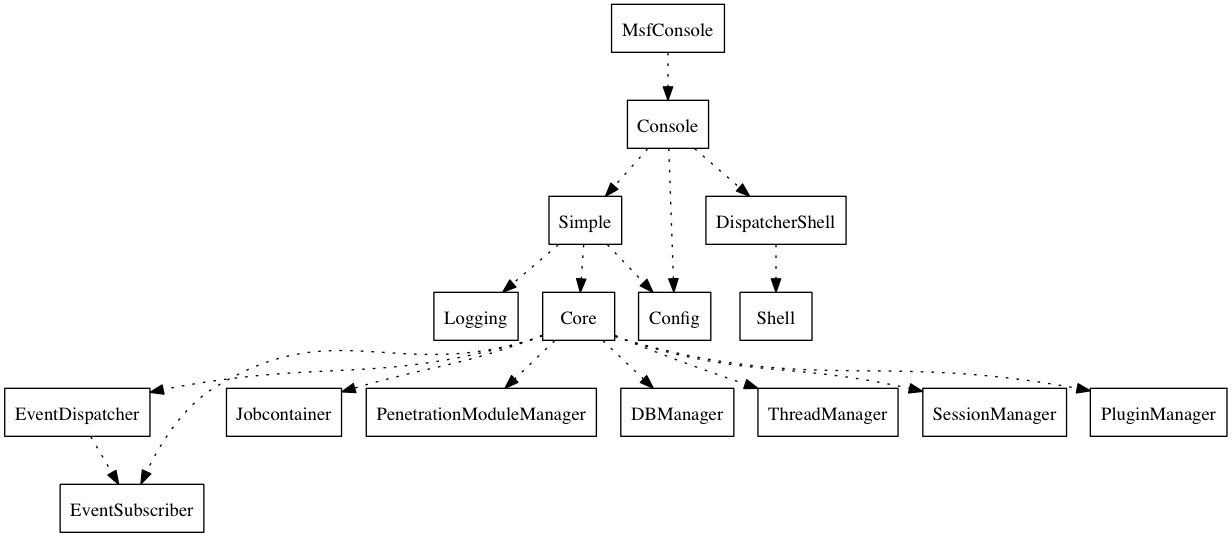 MsfConsole
Console
Simple
DispatcherShell
Logging
Core
Config
Shell
EventDispatcher
Jobcontainer
PenetrationModuleManager
DBManager
ThreadManager
SessionManager
PluginManager
EventSubscriber